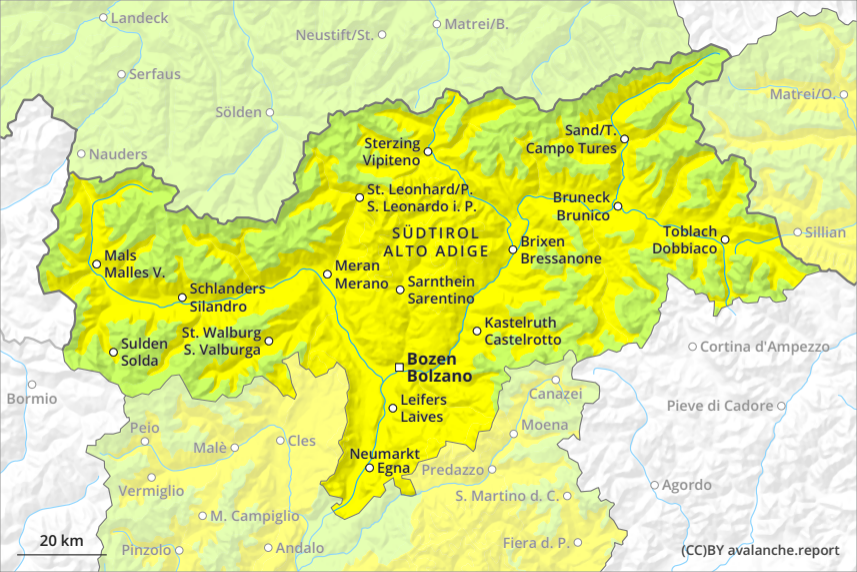 Landeck
Matrei/B.
Neustift/St.
Serfaus
Matrei/O.
Sölden
Sand/T.
Campo Tures
Sterzing
Vipiteno
Nauders
St. Leonhard/P.
S. Leonardo i. P.
Bruneck
Brunico
SÜDTIROL
ALTO ADIGE
Toblach
Dobbiaco
Sillian
Brixen
Bressanone
Mals
Malles V.
Meran
Merano
Sarnthein
Sarentino
Schlanders
Silandro
Kastelruth
Castelrotto
St. Walburg
S. Valburga
Sulden
Solda
Cortina d'Ampezzo
Bozen
Bolzano
Bormio
Canazei
Leifers
Laives
Pieve di Cadore
Peio
Moena
Cles
Malè
Neumarkt
Egna
Predazzo
Vermiglio
Agordo
S. Martino d. C.
M. Campiglio
20 km
Pinzolo
Andalo
Fiera d. P.
(CC)BY avalanche.report